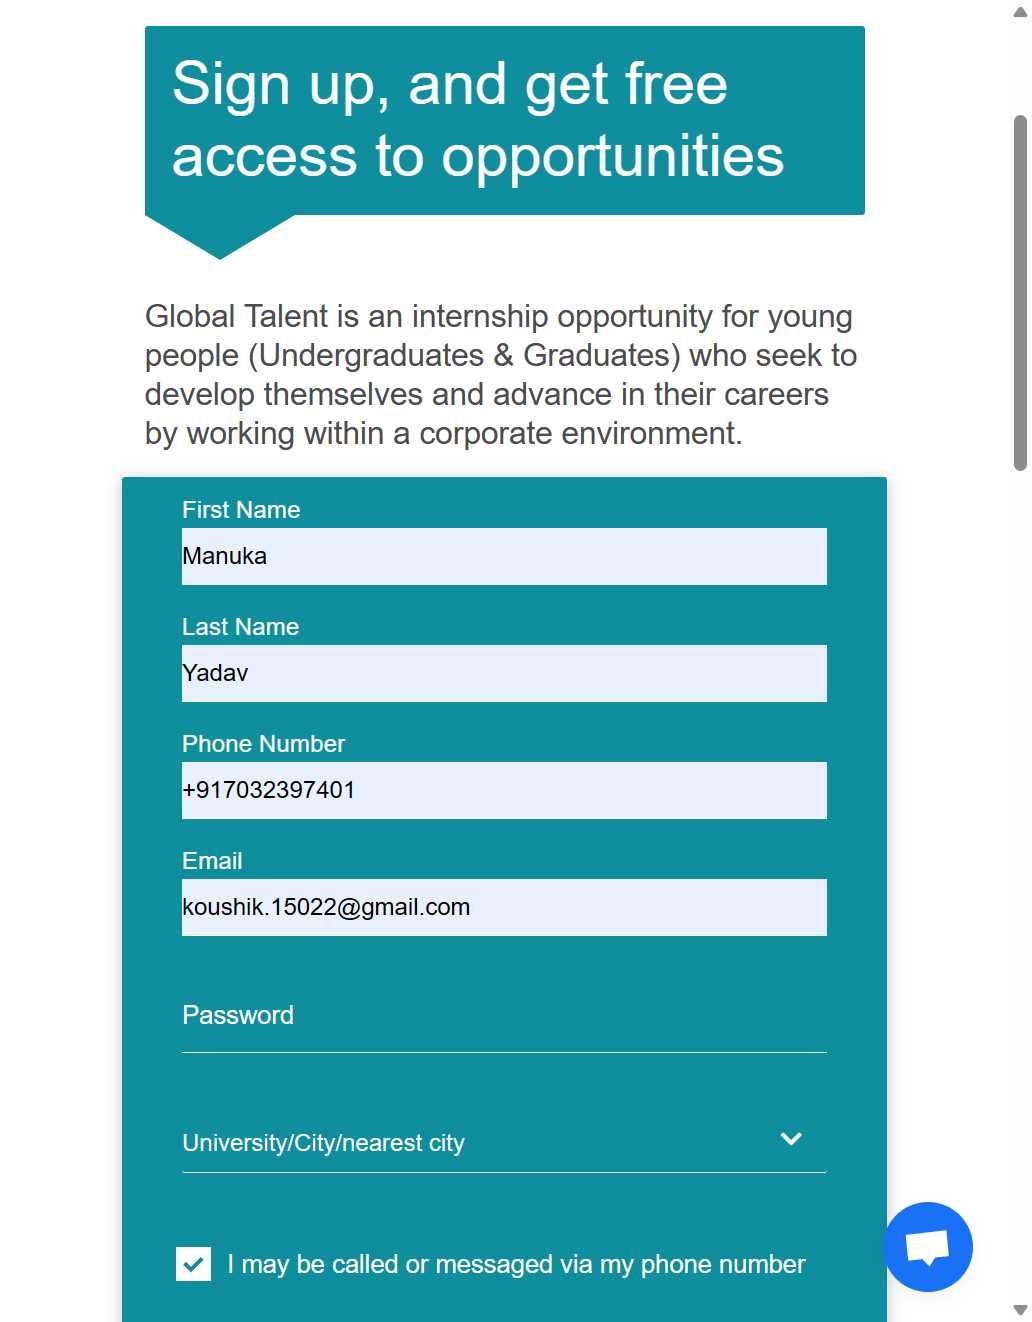 Sign up, and get free
access to opportunities
Global Talent is an internship opportunity for young
people (Undergraduates & Graduates) who seek to
develop themselves and advance in their careers
by working within a corporate environment.
First Name
Manuka
Last Name
Yadav
Phone Number
+917032397401
Email
koushik.15022@gmail.com
Password
University/City/nearest city
I may be called or messaged via my phone number